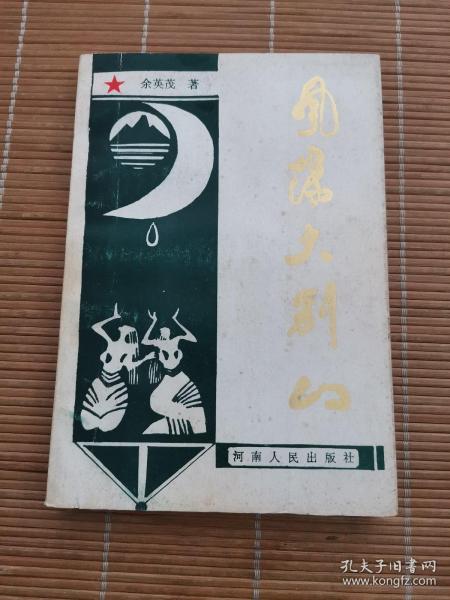 余英茂 著
风荡大别山
河南人民出版社
孔夫子旧书网
www.kongfz.com